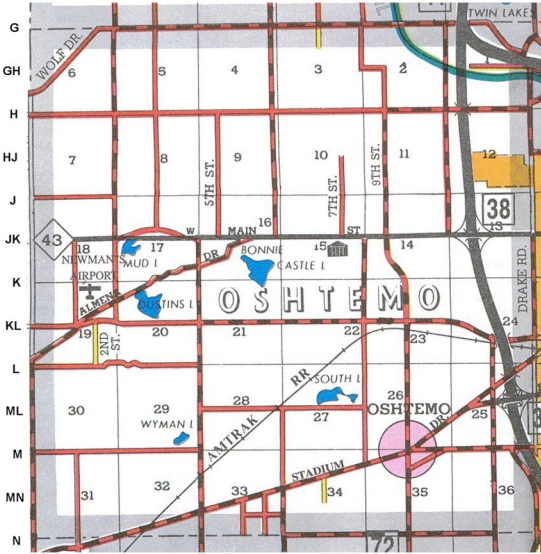 TWIN LAKES
G
WOLF DR.
GH
6
5
4
3
2
H
7
HJ
8
5TH ST.
9
10
7TH ST.
9TH ST.
11
12
J
38
13
JK
43
18
17
W
MAIN
16
ST
15
14
NEWMAN'S
AIRPORT
MUD L
DR
BONNIE
CASTLE L
DRAKE RD.
K
ALMENA
DUSTINS L
OSHTEMO
KL
19
2ND
ST.
20
21
22
23
24
L
AMTRAK
RR
SOUTH L
ML
30
29
28
27
26
OSHTEMO
25
WYMAN L
DR.
M
STADIUM
MN
31
32
33
34
35
36
N
72